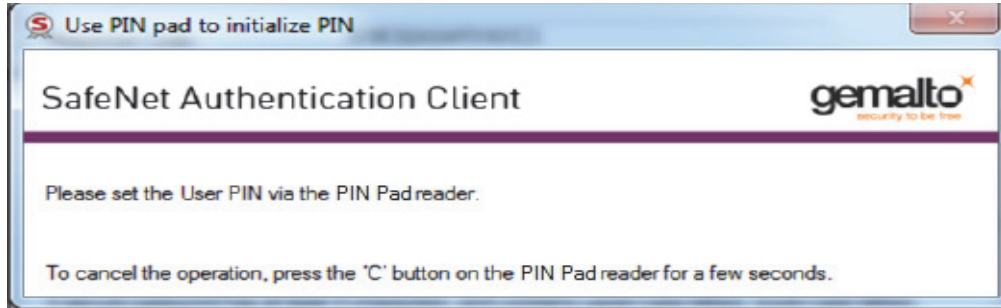 Use PIN pad to initialize PIN
SafeNet Authentication Client
gemalto
security to be free
Please set the User PIN via the PIN Pad reader.
To cancel the operation, press the 'C' button on the PIN Pad reader for a few seconds.